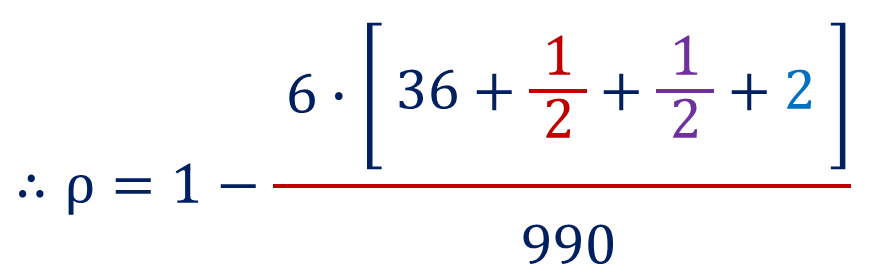 ∴ ρ = 1 − 6 · [ 36 + 1/2 + 1/2 + 2 ] / 990